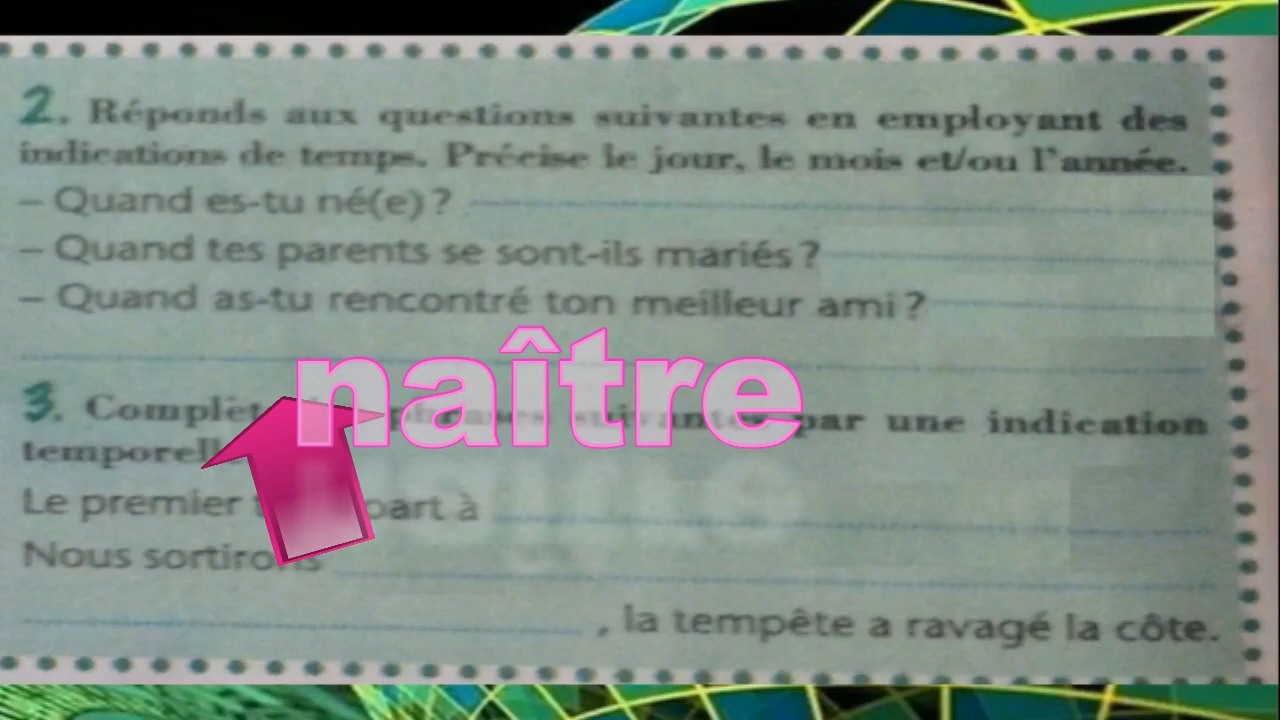 2. Réponds aux questions suivantes en employant des
indications de temps. Précise le jour, le mois et/ou l'année.
– Quand es-tu né(e) ?
– Quand tes parents se sont-ils mariés ?
– Quand as-tu rencontré ton meilleur ami ?
naître
3. suivantes par une indication
Le premier part à
Nous sortirons
, la tempête a ravagé la côte.